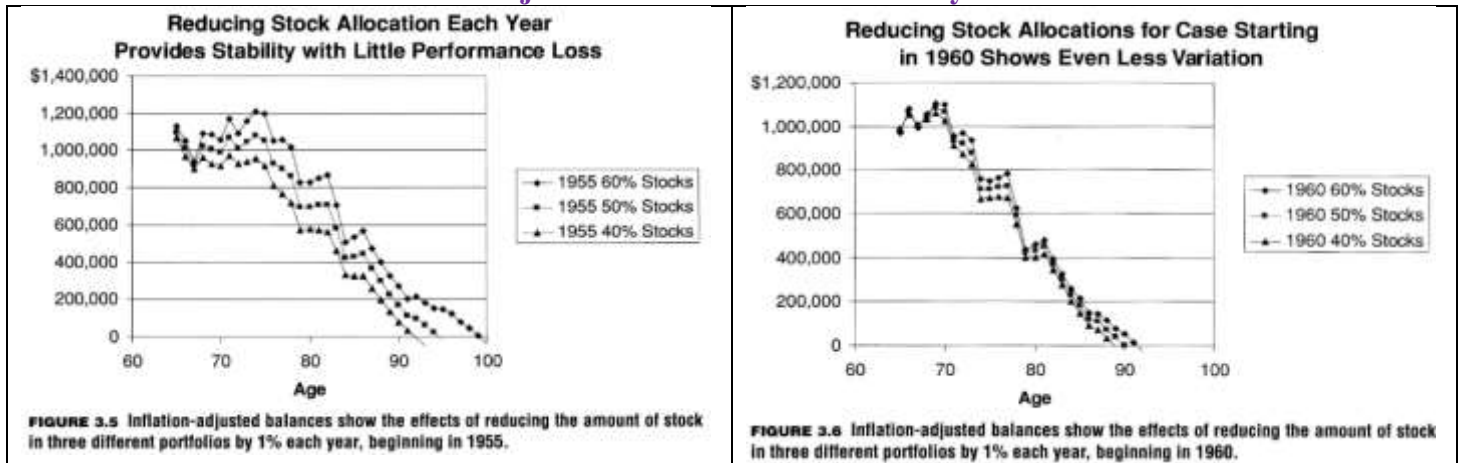 Reducing Stock Allocation Each Year
Provides Stability with Little Performance Loss
$1,400,000
1,200,000
1,000,000
800,000
600,000
400,000
200,000
0
60
70
80
90
100
Age
1955 60% Stocks
1955 50% Stocks
1955 40% Stocks
FIGURE 3.5 Inflation-adjusted balances show the effects of reducing the amount of stock
in three different portfolios by 1% each year, beginning in 1955.
Reducing Stock Allocations for Case Starting
in 1960 Shows Even Less Variation
$1,200,000
1,000,000
800,000
600,000
400,000
200,000
0
60
70
80
90
100
Age
1960 60% Stocks
1960 50% Stocks
1960 40% Stocks
FIGURE 3.6 Inflation-adjusted balances show the effects of reducing the amount of stock
in three different portfolios by 1% each year, beginning in 1960.